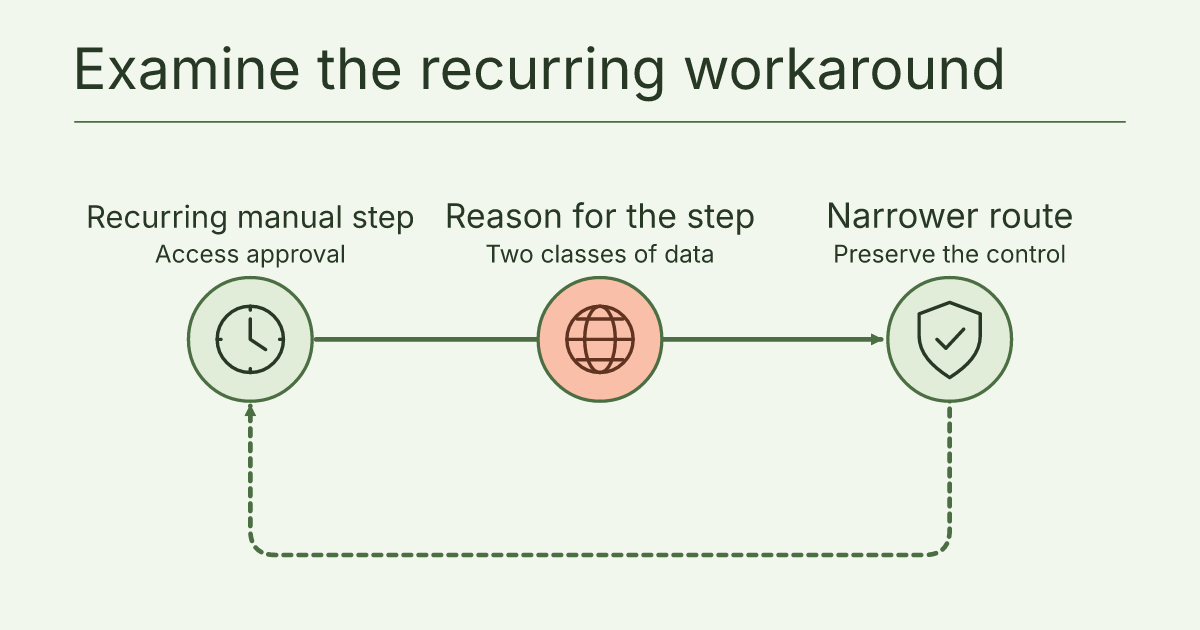 Examine the recurring workaround
Recurring manual step
Access approval
Reason for the step
Two classes of data
Narrower route
Preserve the control